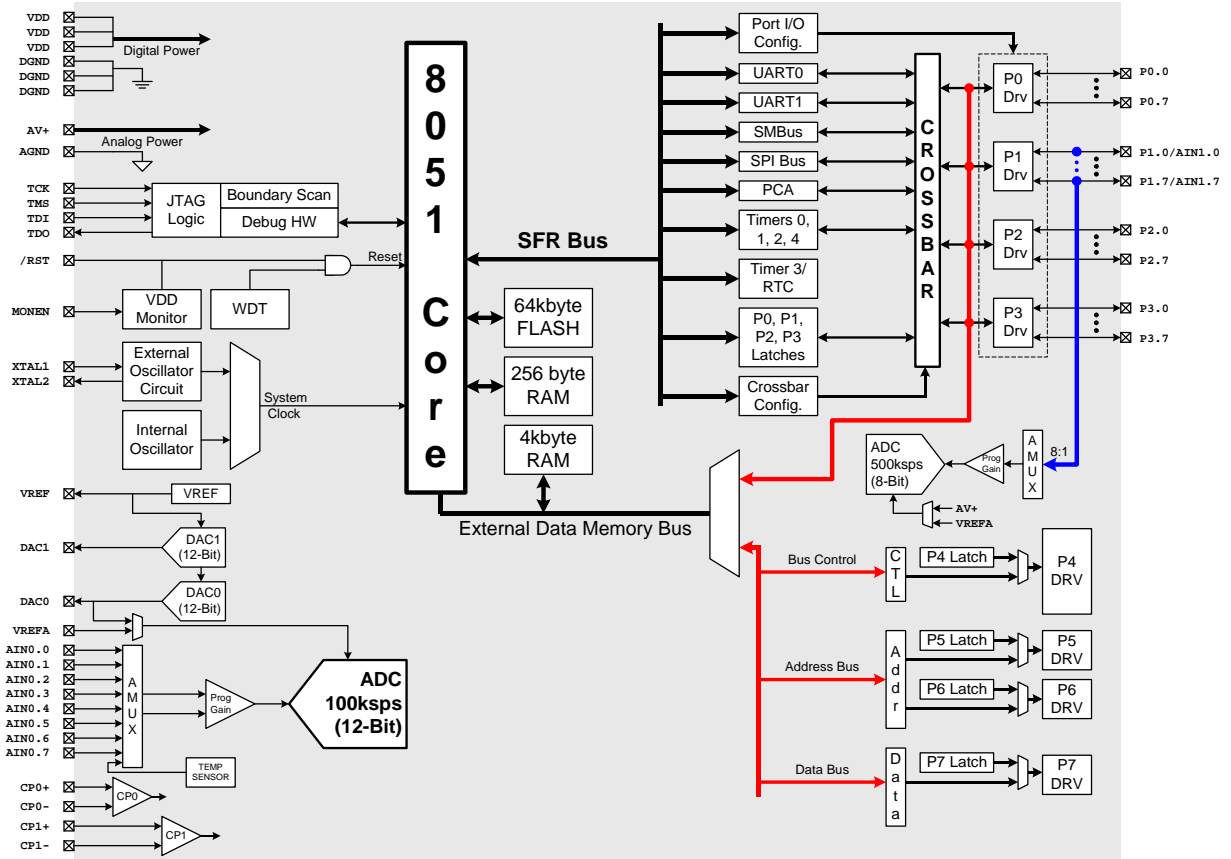 VDD
VDD
VDD
Digital Power
DGND
DGND
DGND
AV+
Analog Power
AGND
TCK
TMS
TDI
TDO
JTAG
Logic
Boundary Scan
Debug HW
/RST
Reset
MONEN
VDD
Monitor
WDT
XTAL1
XTAL2
External
Oscillator
Circuit
System
Clock
Internal
Oscillator
VREF
VREF
DAC1
DAC1
(12-Bit)
DAC0
DAC0
(12-Bit)
VREFA
AIN0.0
AIN0.1
AIN0.2
AIN0.3
AIN0.4
AIN0.5
AIN0.6
AIN0.7
AMUX
Prog
Gain
ADC
100ksps
(12-Bit)
TEMP
SENSOR
CP0+
CP0-
CP0
CP1+
CP1-
CP1
8051 Core
SFR Bus
64kbyte
FLASH
256 byte
RAM
4kbyte
RAM
External Data Memory Bus
Port I/O
Config.
UART0
UART1
SMBus
SPI Bus
PCA
Timers 0,
1, 2, 4
Timer 3/
RTC
P0, P1,
P2, P3
Latches
Crossbar
Config.
CROSSBAR
P0
Drv
P1
Drv
P2
Drv
P3
Drv
P0.0
P0.7
P1.0/AIN1.0
P1.7/AIN1.7
P2.0
P2.7
P3.0
P3.7
ADC
500ksps
(8-Bit)
Prog
Gain
AMUX
8:1
AV+
VREFA
Bus Control
CTL
P4 Latch
P4
DRV
Address Bus
Addr
P5 Latch
P5
DRV
P6 Latch
P6
DRV
Data Bus
Data
P7 Latch
P7
DRV